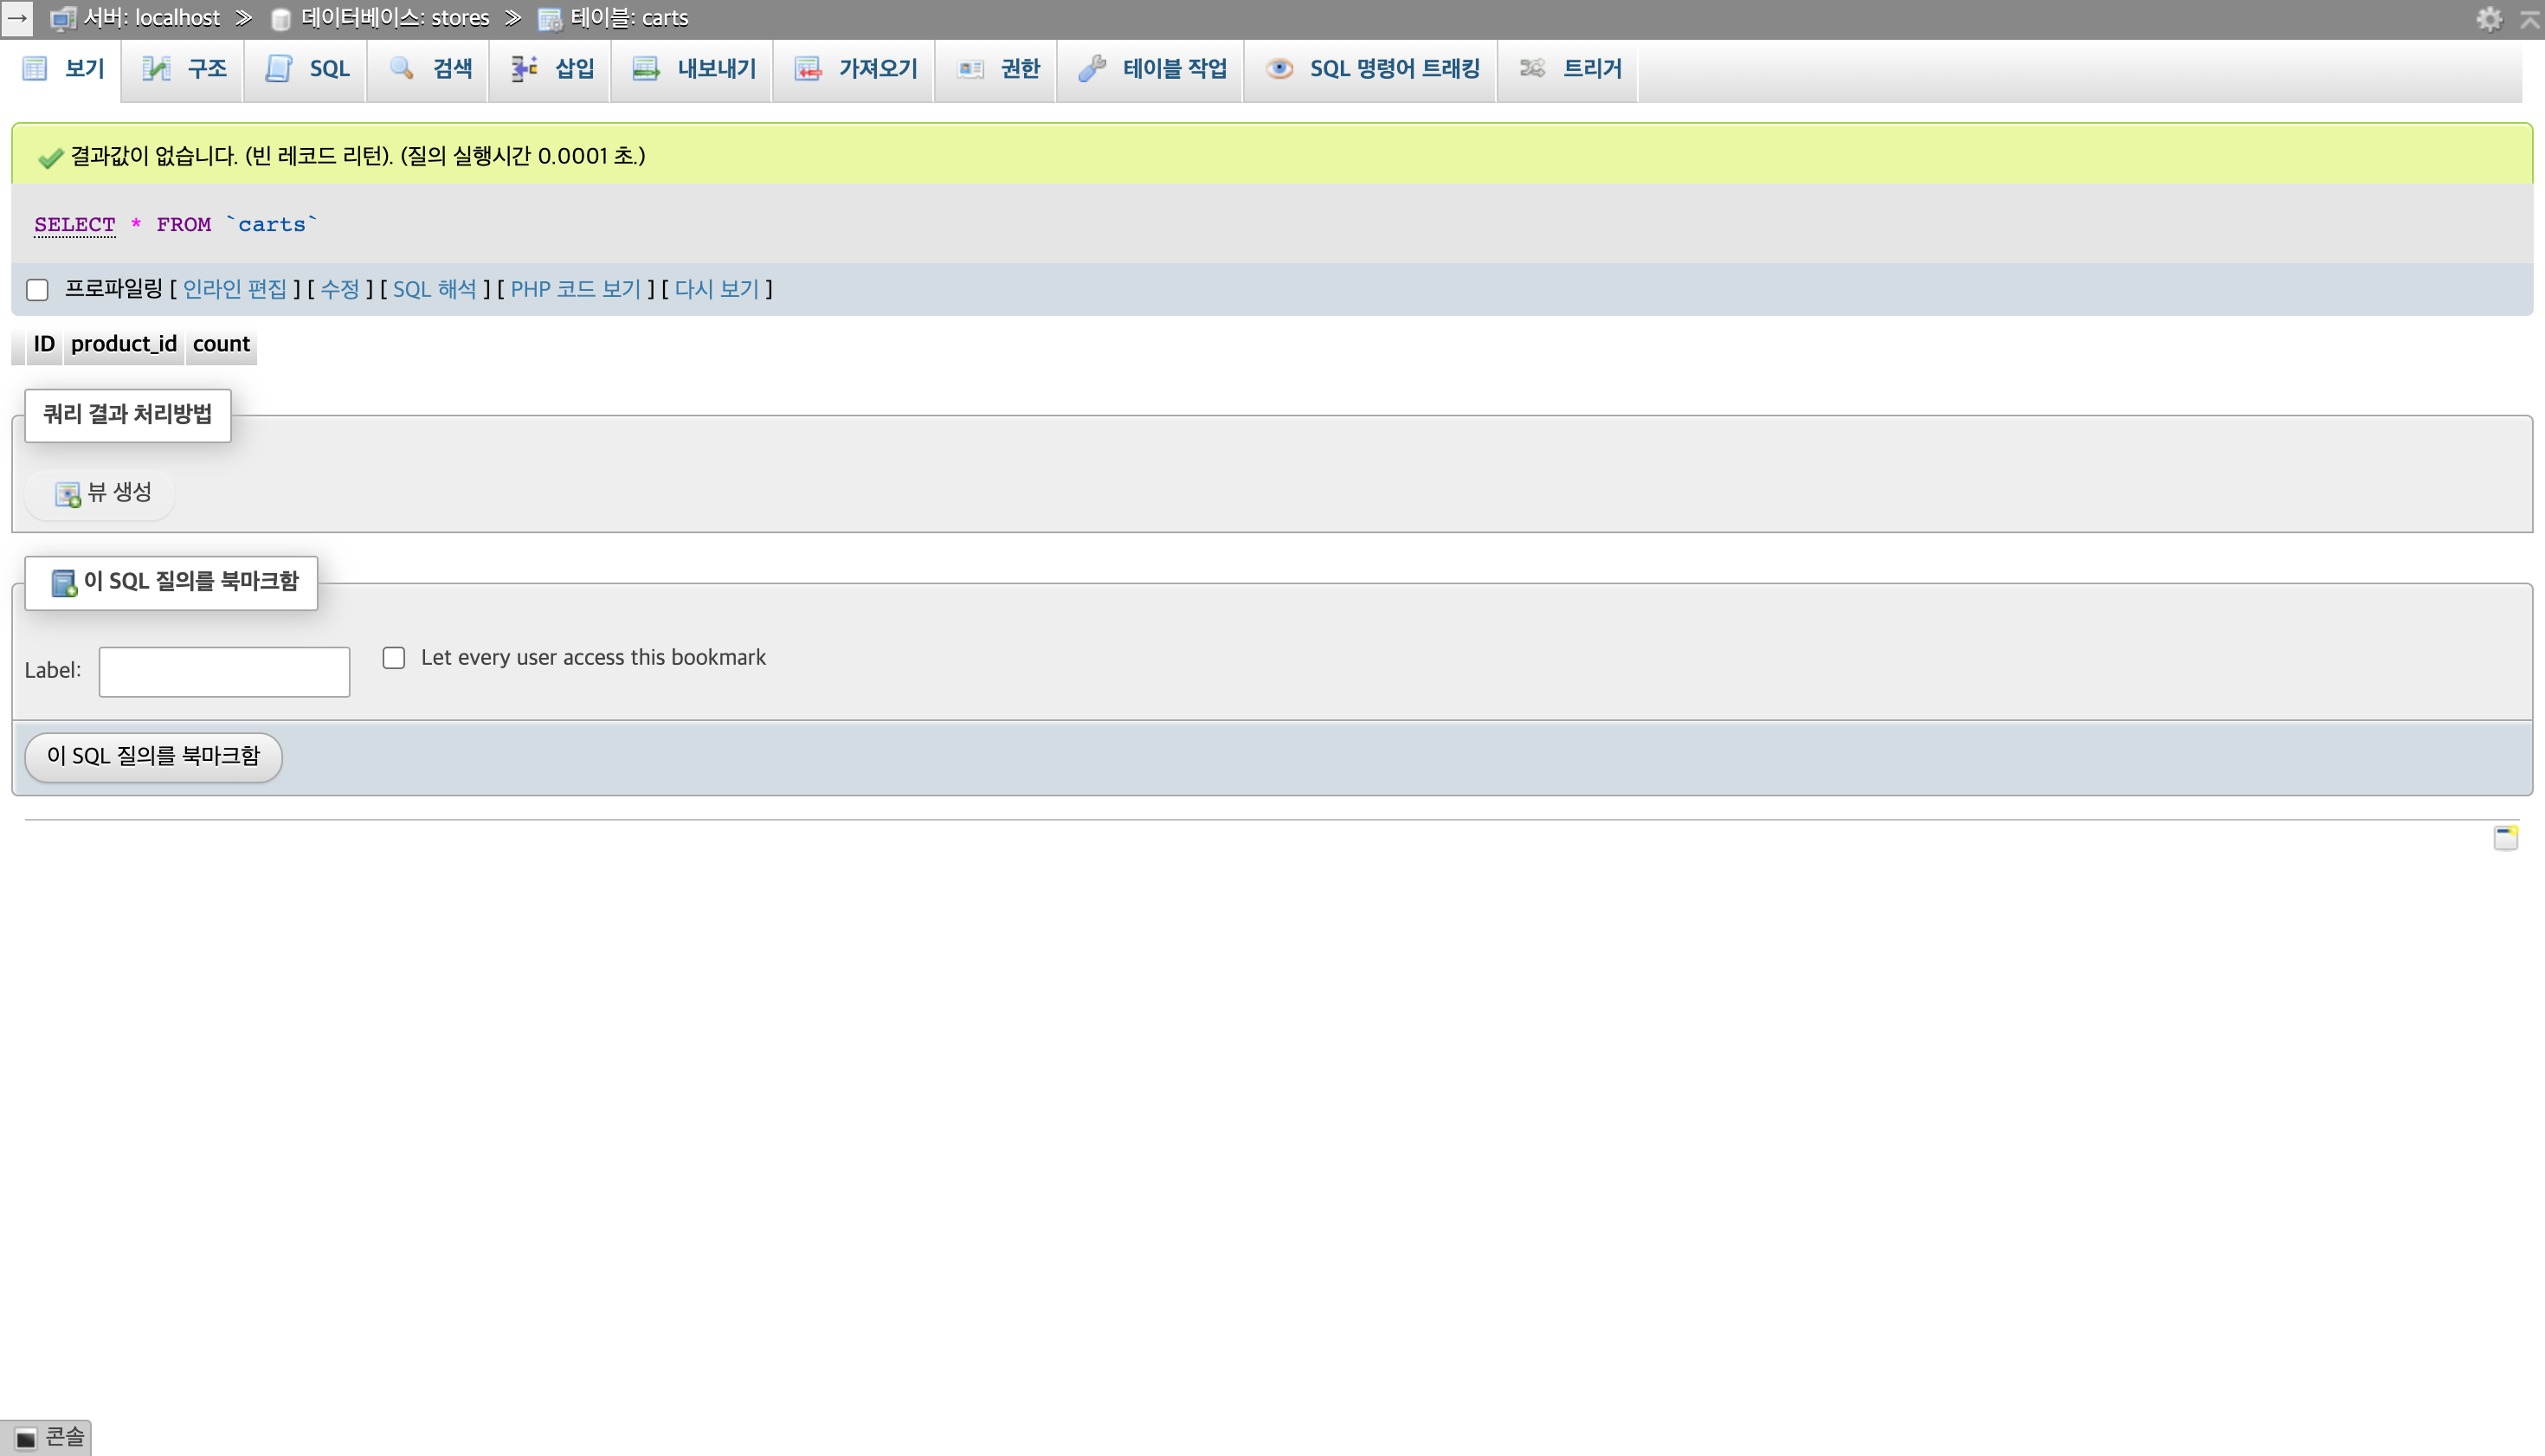 → 서버: localhost » 데이터베이스: stores » 테이블: carts
보기 구조 SQL 검색 삽입 내보내기 가져오기 권한 테이블 작업 SQL 명령어 트래킹 트리거
결과값이 없습니다. (빈 레코드 리턴). (질의 실행시간 0.0001 초.)
SELECT * FROM `carts`
프로파일링 [ 인라인 편집 ] [ 수정 ] [ SQL 해석 ] [ PHP 코드 보기 ] [ 다시 보기 ]
ID product_id count
쿼리 결과 처리방법
뷰 생성
이 SQL 질의를 북마크함
Label: Let every user access this bookmark
이 SQL 질의를 북마크함
콘솔